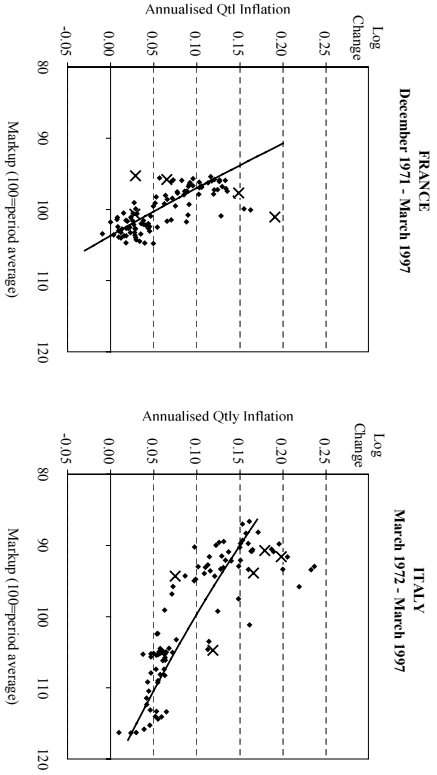 FRANCE
December 1971 - March 1997
Log
Change
0.25
0.20
0.15
0.10
0.05
0.00
-0.05
80
90
100
110
120
Annualised Qtl Inflation
Markup (100=period average)
ITALY
March 1972 - March 1997
Log
Change
0.25
0.20
0.15
0.10
0.05
0.00
-0.05
80
90
100
110
120
Annualised Qtly Inflation
Markup (100=period average)